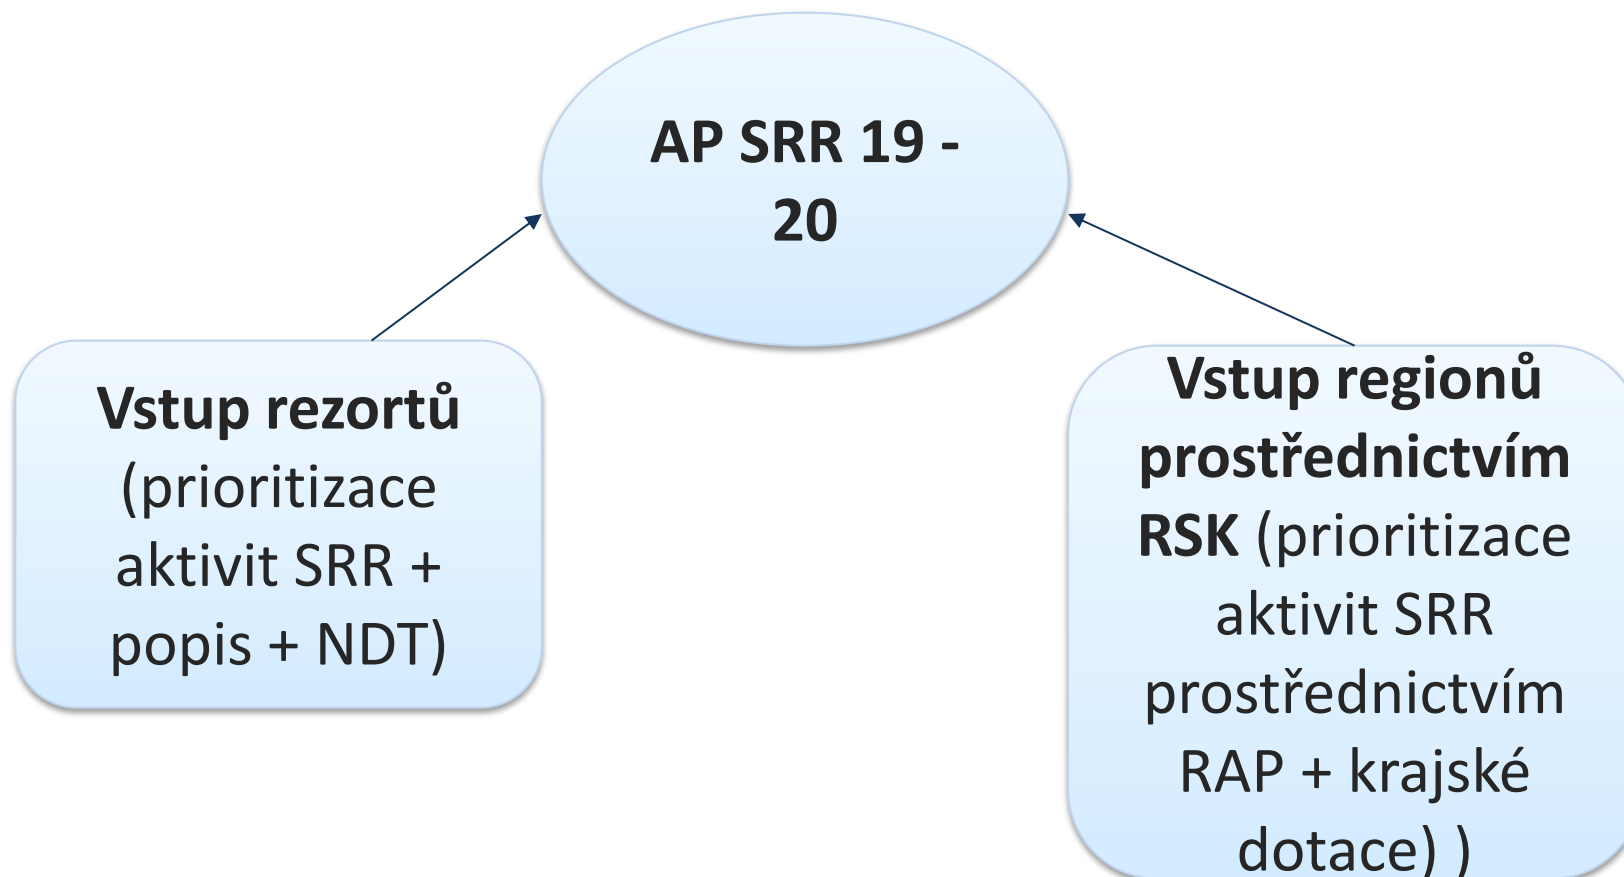 AP SRR 19 -
20
Vstup rezortů
(prioritizace
aktivit SRR +
popis + NDT)
Vstup regionů
prostřednictvím
RSK (prioritizace
aktivit SRR
prostřednictvím
RAP + krajské
dotace) )